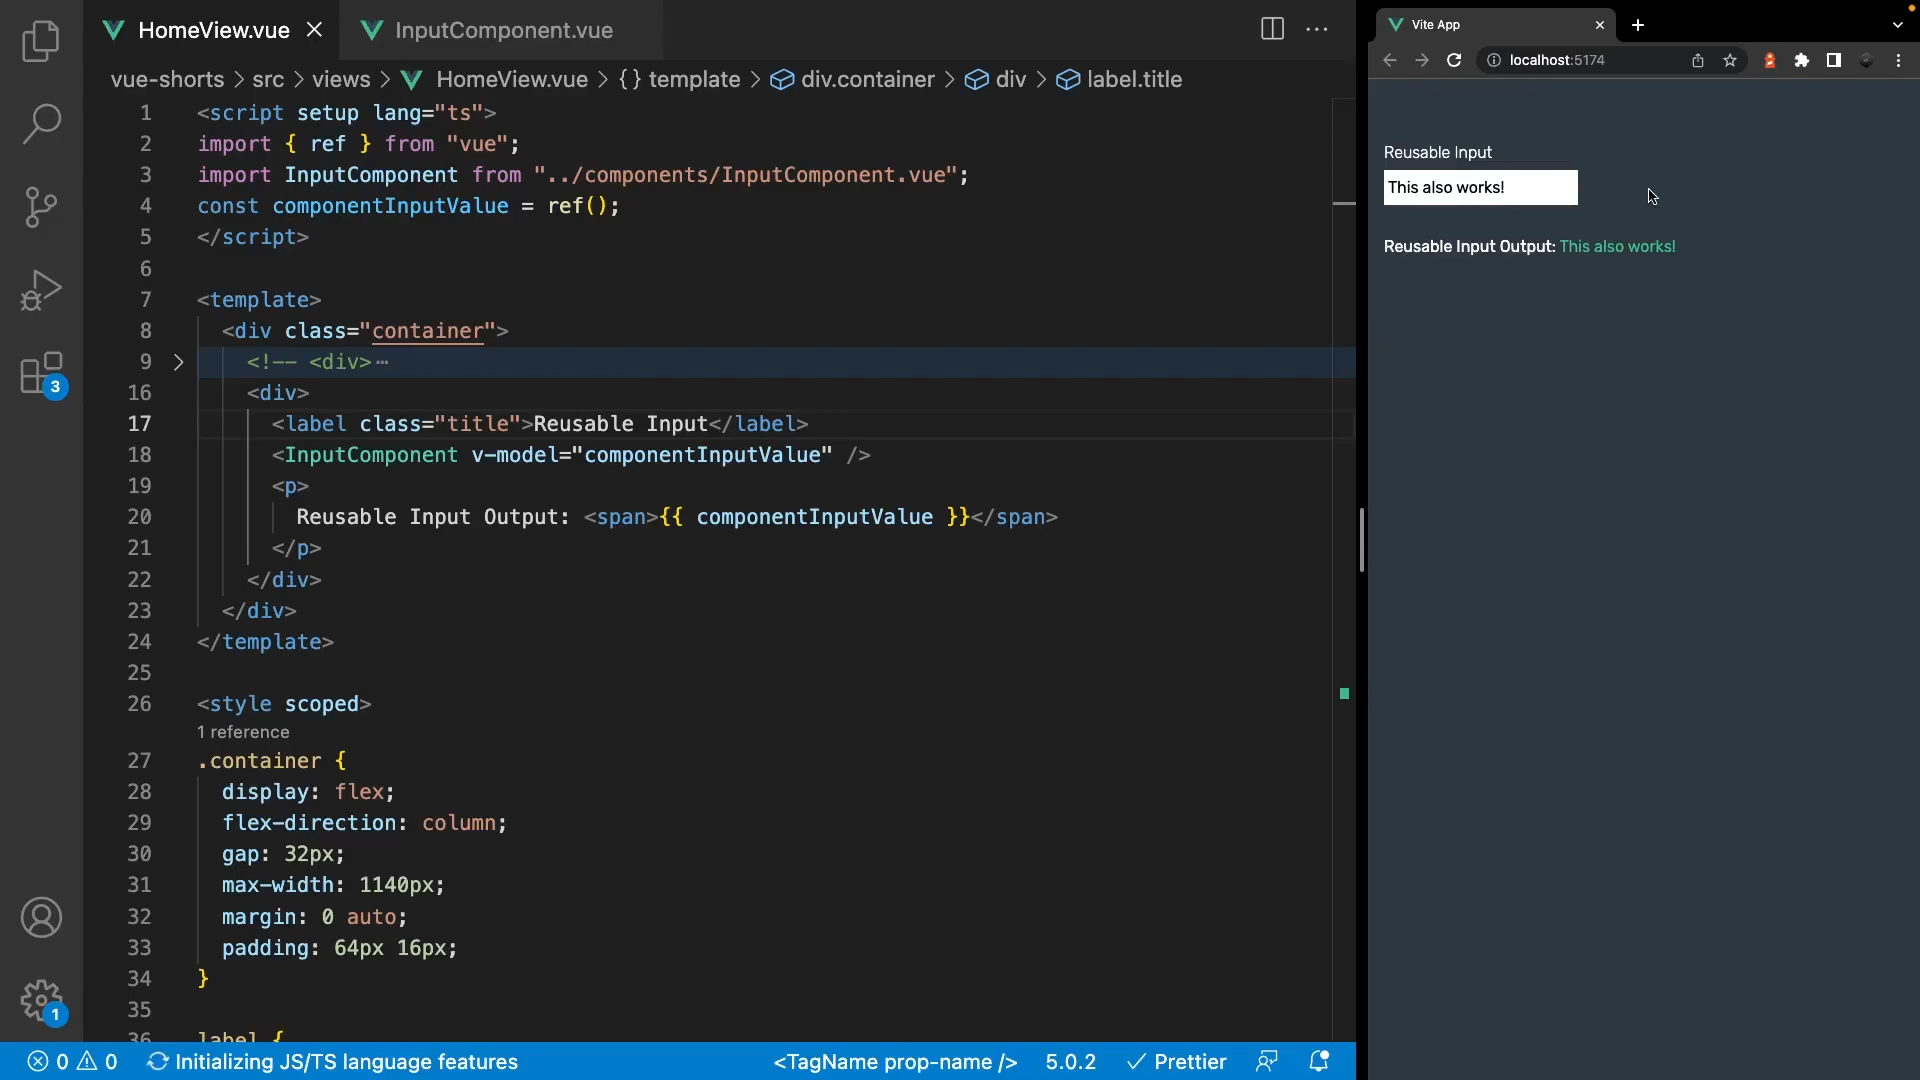 HomeView.vue
InputComponent.vue
vue-shorts > src > views > HomeView.vue > {} template > div.container > div > label.title
1 <script setup lang="ts">
2 import { ref } from "vue";
3 import InputComponent from "../components/InputComponent.vue";
4 const componentInputValue = ref();
5 </script>
6
7 <template>
8 <div class="container">
9 <!-- <div>⋯
16 <div>
17 <label class="title">Reusable Input</label>
18 <InputComponent v-model="componentInputValue" />
19 <p>
20 Reusable Input Output: <span>{{ componentInputValue }}</span>
21 </p>
22 </div>
23 </div>
24 </template>
25
26 <style scoped>
1 reference
27 .container {
28 display: flex;
29 flex-direction: column;
30 gap: 32px;
31 max-width: 1140px;
32 margin: 0 auto;
33 padding: 64px 16px;
34 }
35
36 label {
3
1
0 0 Initializing JS/TS language features <TagName prop-name /> 5.0.2 Prettier
Vite App
localhost:5174
Reusable Input
This also works!
Reusable Input Output: This also works!